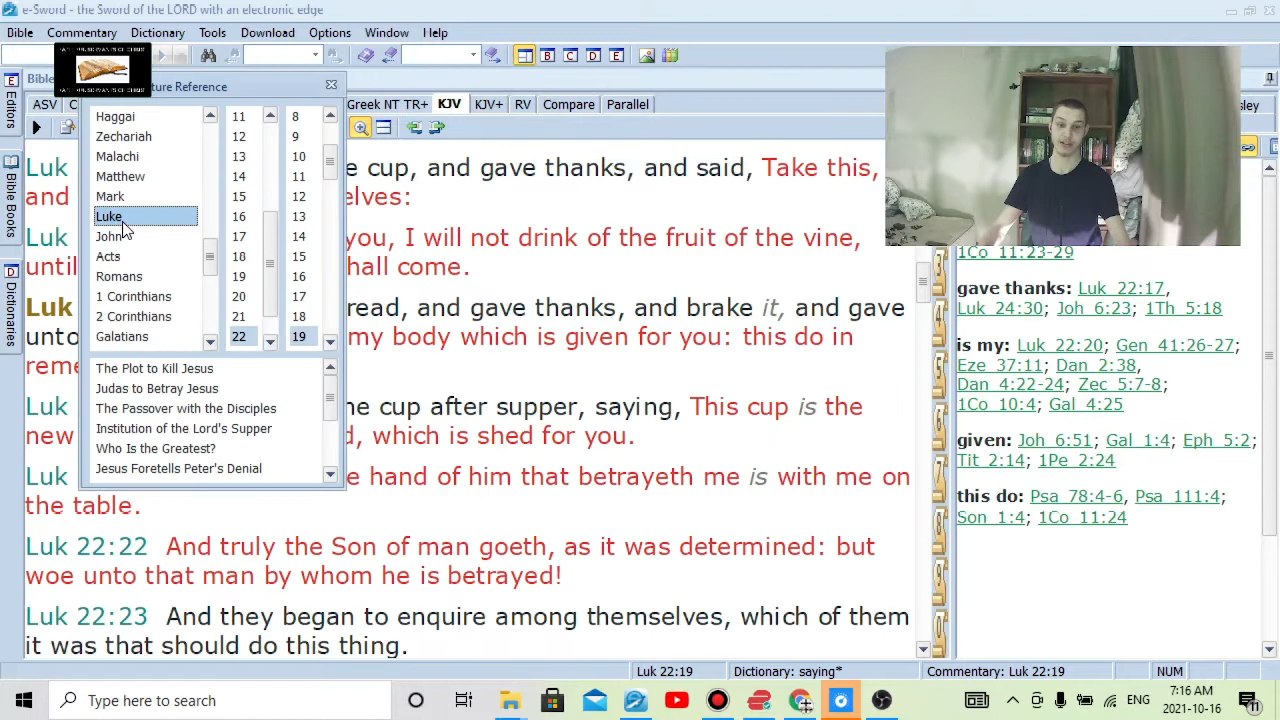 e-Sword - the Sword of the LORD with an electronic edge
Bible Commentary Dictionary Tools Download Options Window Help
B C D E
Bible
ture Reference
ASV C Greek NT TR+ KJV KJV+ RV Compare Parallel sley
E Editors
Bible Books
D Dictionaries
Haggai 11 8
Zechariah 12 9
Malachi 13 10
Matthew 14 11
Mark 15 12
Luke 16 13
John 17 14
Acts 18 15
Romans 19 16
1 Corinthians 20 17
2 Corinthians 21 18
Galatians 22 19
The Plot to Kill Jesus
Judas to Betray Jesus
The Passover with the Disciples
Institution of the Lord's Supper
Who Is the Greatest?
Jesus Foretells Peter's Denial
Luk e cup, and gave thanks, and said, Take this,
and elves:
Luk you, I will not drink of the fruit of the vine,
until hall come.
Luk read, and gave thanks, and brake it, and gave
unto my body which is given for you: this do in
reme
Luk he cup after supper, saying, This cup is the
new d, which is shed for you.
Luk e hand of him that betrayeth me is with me on
the table.
Luk 22:22 And truly the Son of man goeth, as it was determined: but
woe unto that man by whom he is betrayed!
Luk 22:23 And they began to enquire among themselves, which of them
it was that should do this thing.
3
4
5
6
7
8
9
0
1Co 11:23-29
gave thanks: Luk 22:17,
Luk 24:30; Joh 6:23; 1Th 5:18
is my: Luk 22:20; Gen 41:26-27;
Eze 37:11; Dan 2:38,
Dan 4:22-24; Zec 5:7-8;
1Co 10:4; Gal 4:25
given: Joh 6:51; Gal 1:4; Eph 5:2;
Tit 2:14; 1Pe 2:24
this do: Psa 78:4-6, Psa 111:4;
Son 1:4; 1Co 11:24
Luk 22:19 Dictionary: saying* Commentary: Luk 22:19 NUM
Type here to search
ENG
7:16 AM
2021-10-16
11